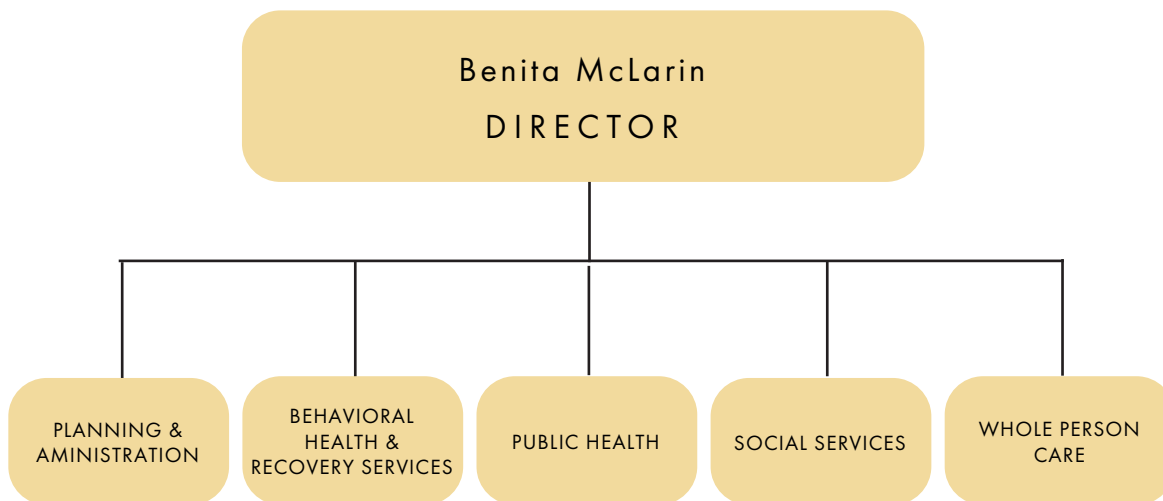 Benita McLarin
DIRECTOR
PLANNING &
AMINISTRATION
BEHAVIORAL
HEALTH &
RECOVERY SERVICES
PUBLIC HEALTH
SOCIAL SERVICES
WHOLE PERSON
CARE